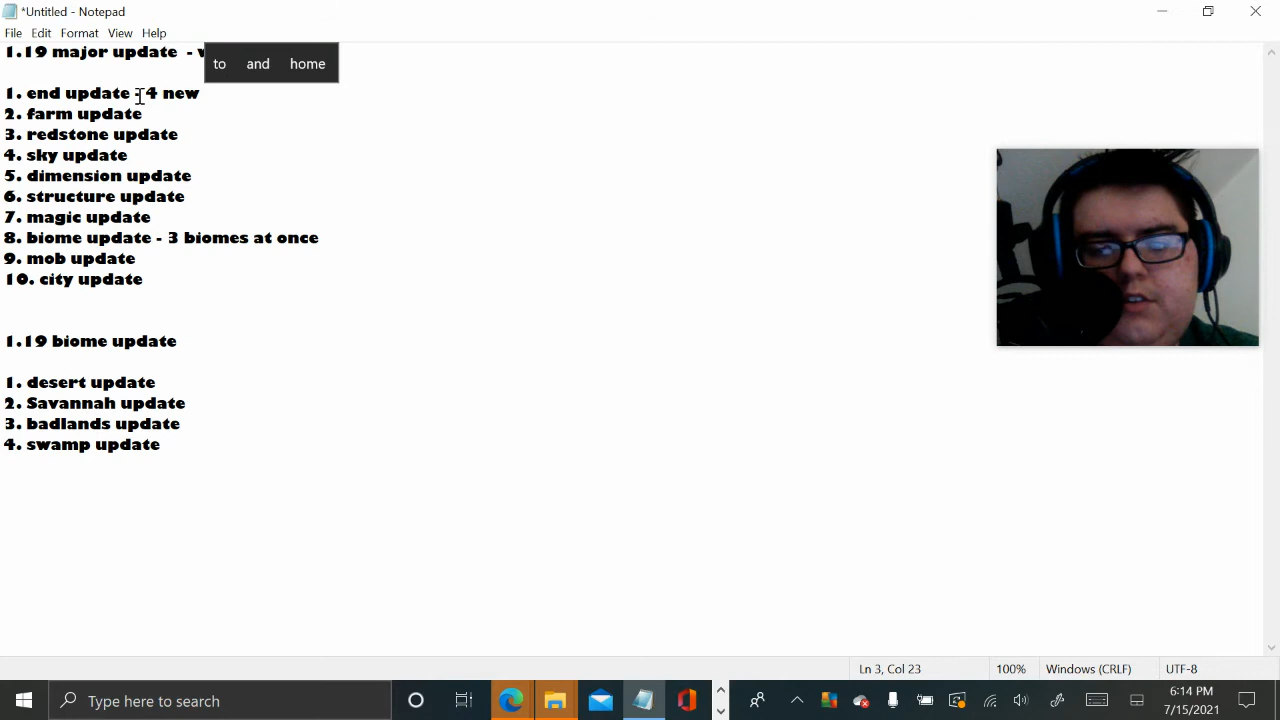 *Untitled - Notepad
File Edit Format View Help
1.19 major update -
to and home
1. end update - 4 new
2. farm update
3. redstone update
4. sky update
5. dimension update
6. structure update
7. magic update
8. biome update - 3 biomes at once
9. mob update
10. city update
1.19 biome update
1. desert update
2. Savannah update
3. badlands update
4. swamp update
Ln 3, Col 23 100% Windows (CRLF) UTF-8
Type here to search
6:14 PM
7/15/2021